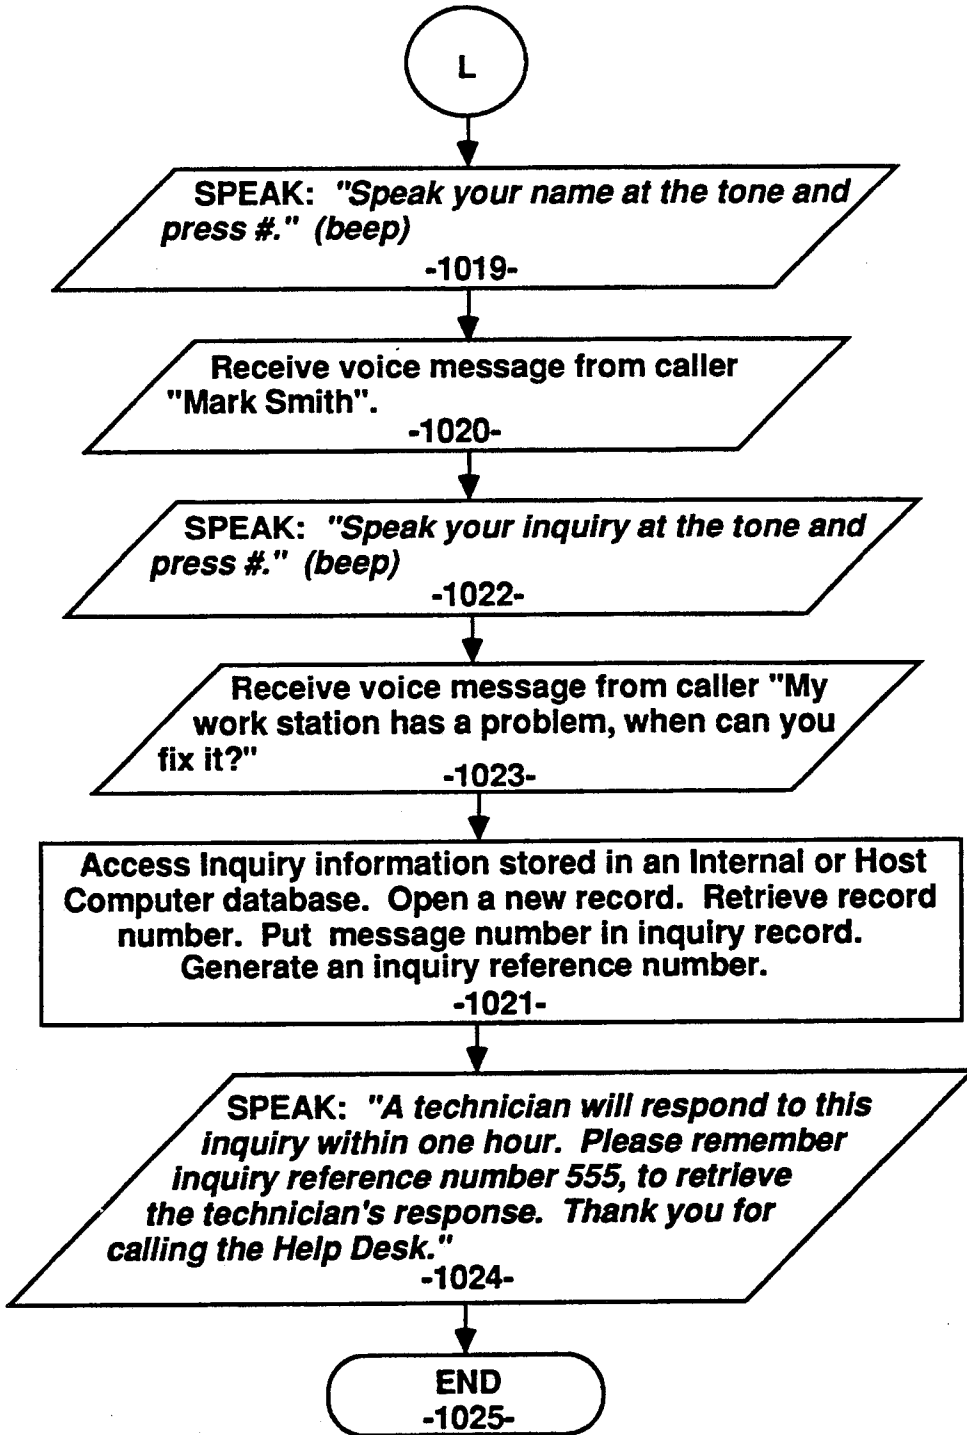 L
SPEAK: "Speak your name at the tone and
press #." (beep)
-1019-
Receive voice message from caller
"Mark Smith".
-1020-
SPEAK: "Speak your inquiry at the tone and
press #." (beep)
-1022-
Receive voice message from caller "My
work station has a problem, when can you
fix it?"
-1023-
Access Inquiry information stored in an Internal or Host
Computer database. Open a new record. Retrieve record
number. Put message number in inquiry record.
Generate an inquiry reference number.
-1021-
SPEAK: "A technician will respond to this
inquiry within one hour. Please remember
inquiry reference number 555, to retrieve
the technician's response. Thank you for
calling the Help Desk."
-1024-
END
-1025-